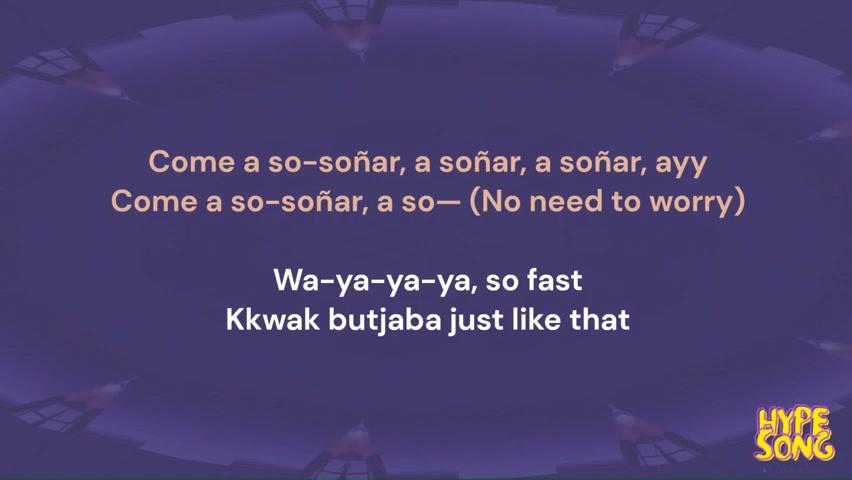 Come a so-soñar, a soñar, a soñar, ayy
Come a so-soñar, a so— (No need to worry)
Wa-ya-ya-ya, so fast
Kkwak butjaba just like that
HYPE
SONG